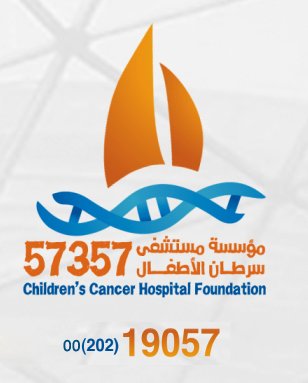 57357 مؤسسة مستشفى
سرطان الأطفال
Children's Cancer Hospital Foundation
00(202) 19057